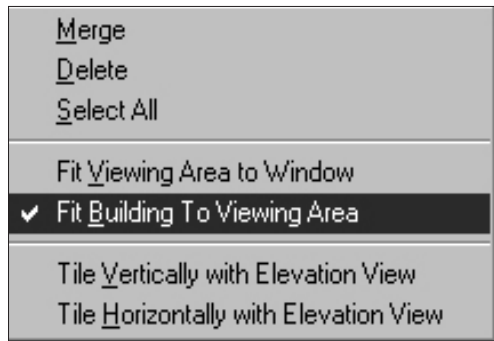 Merge
Delete
Select All
Fit Viewing Area to Window
Fit Building To Viewing Area
Tile Vertically with Elevation View
Tile Horizontally with Elevation View